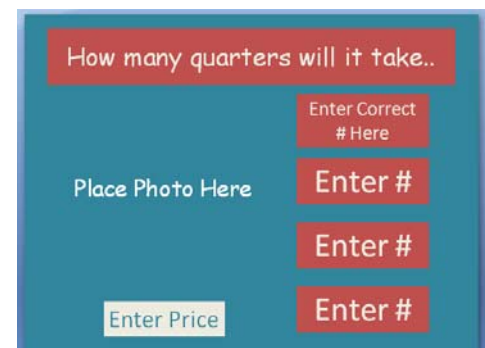 How many quarters will it take..
Enter Correct
# Here
Place Photo Here
Enter #
Enter #
Enter #
Enter Price